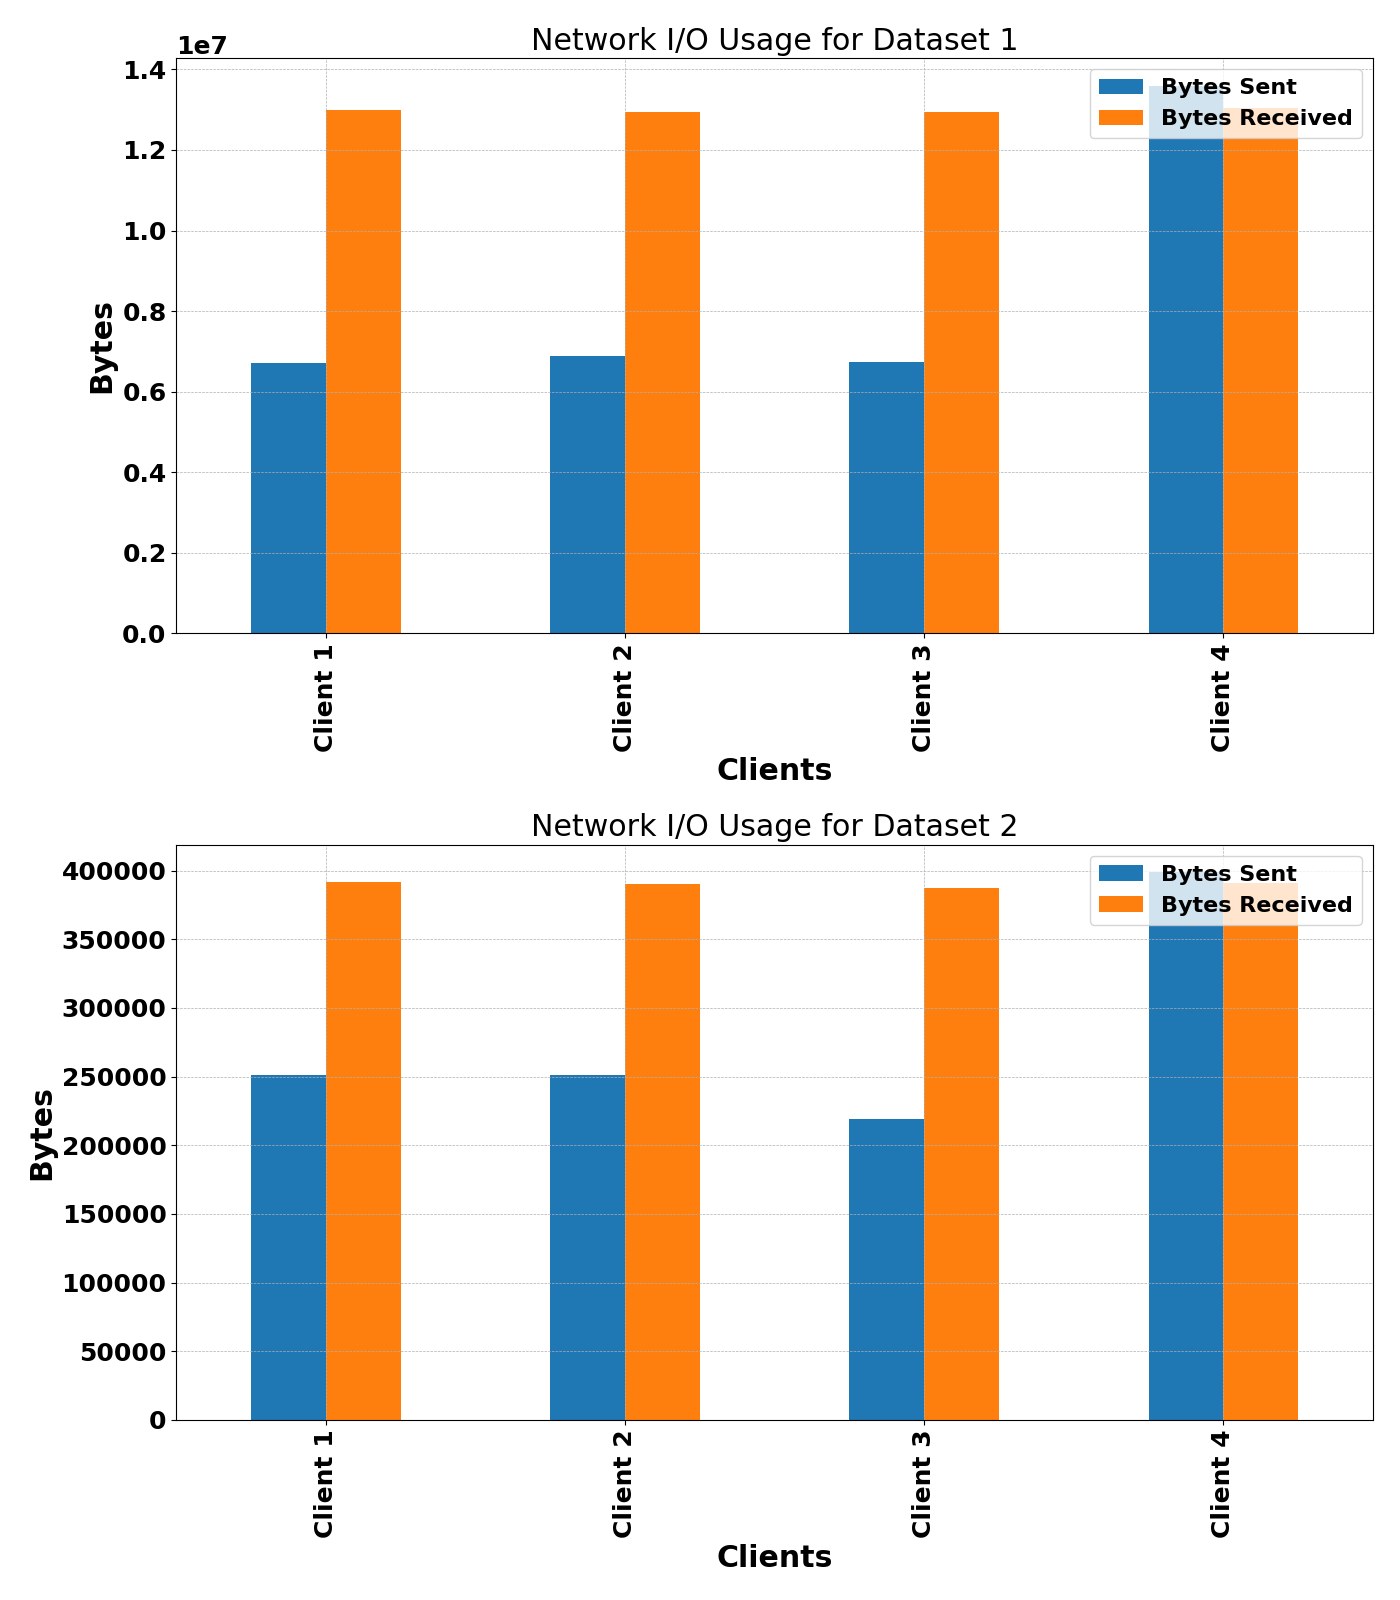 Network I/O Usage for Dataset 1
1e7
1.4
1.2
1.0
0.8
0.6
0.4
0.2
0.0
Bytes
Bytes Sent
Bytes Received
Client 1
Client 2
Client 3
Client 4
Clients
Network I/O Usage for Dataset 2
400000
350000
300000
250000
200000
150000
100000
50000
0
Bytes
Bytes Sent
Bytes Received
Client 1
Client 2
Client 3
Client 4
Clients